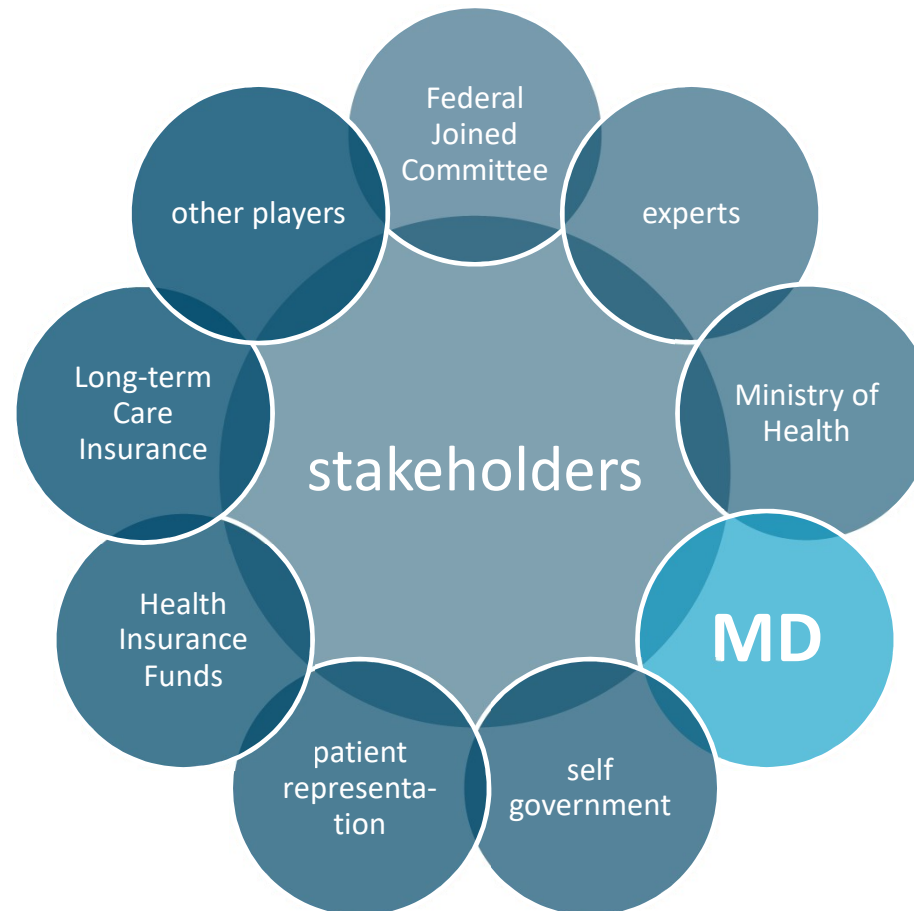 Federal
Joined
Committee
experts
Ministry of
Health
MD
self
government
patient
representa-
tion
Health
Insurance
Funds
Long-term
Care
Insurance
other players
stakeholders